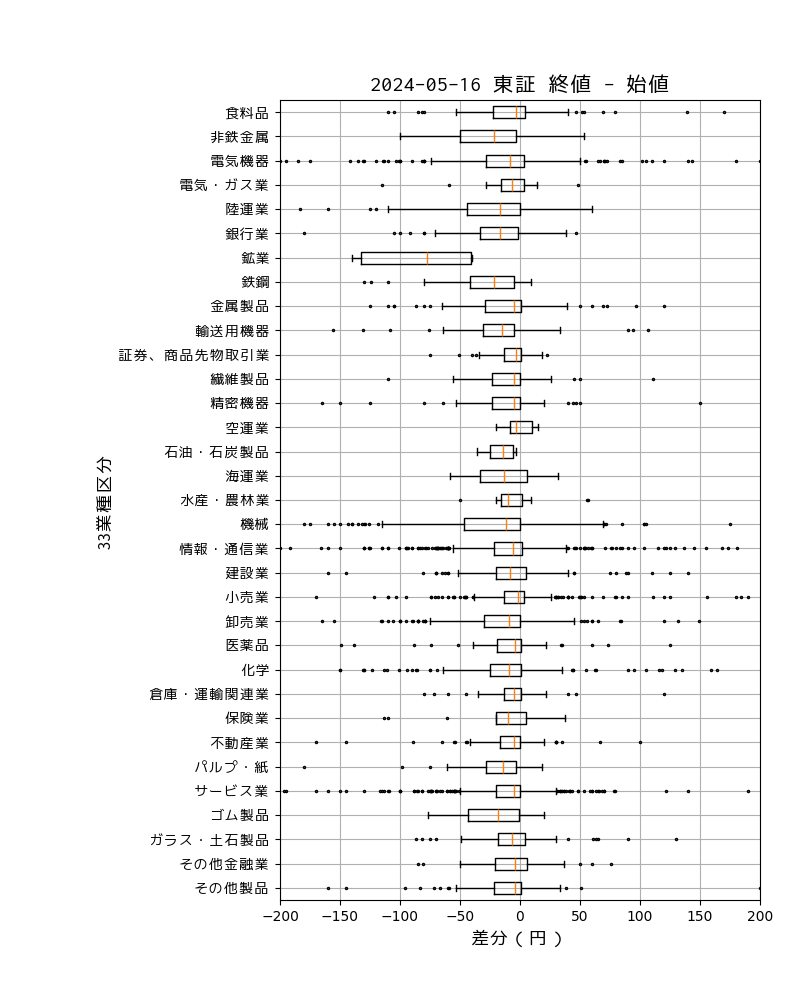 2024-05-16 東証 終値 - 始値
食料品
非鉄金属
電気機器
電気・ガス業
陸運業
銀行業
鉱業
鉄鋼
金属製品
輸送用機器
証券、商品先物取引業
繊維製品
精密機器
空運業
石油・石炭製品
海運業
水産・農林業
機械
情報・通信業
建設業
小売業
卸売業
医薬品
化学
倉庫・運輸関連業
保険業
不動産業
パルプ・紙
サービス業
ゴム製品
ガラス・土石製品
その他金融業
その他製品
33業種区分
−200 −150 −100 −50 0 50 100 150 200
差分（円）